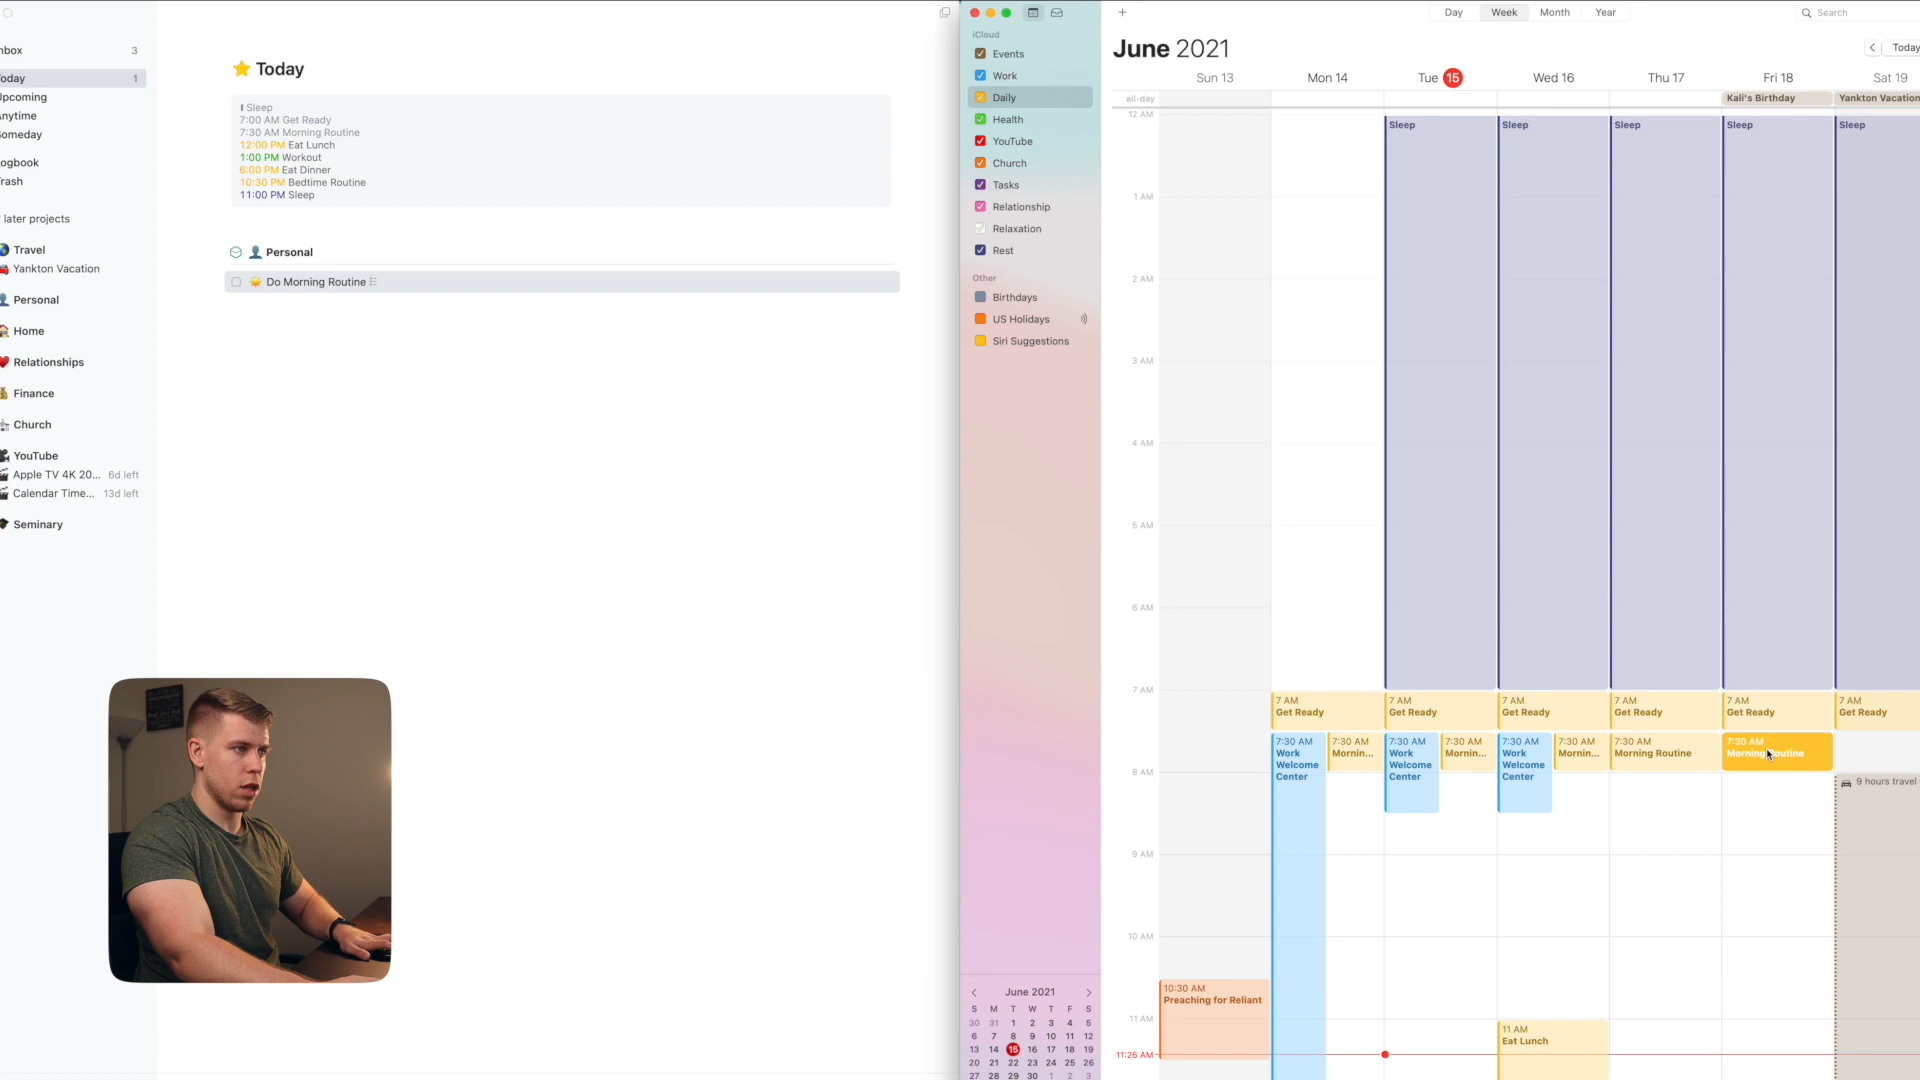 nbox 3
oday 1
Upcoming
Anytime
Someday
ogbook
rash
later projects
Travel
Yankton Vacation
Personal
Home
Relationships
Finance
Church
YouTube
Apple TV 4K 20... 6d left
Calendar Time... 13d left
Seminary
Today
Sleep
7:00 AM Get Ready
7:30 AM Morning Routine
12:00 PM Eat Lunch
1:00 PM Workout
6:00 PM Eat Dinner
10:30 PM Bedtime Routine
11:00 PM Sleep
Personal
Do Morning Routine
iCloud
Events
Work
Daily
Health
YouTube
Church
Tasks
Relationship
Relaxation
Rest
Other
Birthdays
US Holidays
Siri Suggestions
June 2021
S M T W T F S
30 31 1 2 3 4 5
6 7 8 9 10 11 12
13 14 15 16 17 18 19
20 21 22 23 24 25 26
27 28 29 30 1 2 3
Day Week Month Year
Search
June 2021
Today
Sun 13 Mon 14 Tue 15 Wed 16 Thu 17 Fri 18 Sat 19
all-day Kali's Birthday Yankton Vacation
12 AM
Sleep Sleep Sleep Sleep Sleep
1 AM
2 AM
3 AM
4 AM
5 AM
6 AM
7 AM
7 AM 7 AM 7 AM 7 AM 7 AM 7 AM
Get Ready Get Ready Get Ready Get Ready Get Ready Get Ready
7:30 AM 7:30 AM 7:30 AM 7:30 AM 7:30 AM 7:30 AM 7:30 AM 7:30 AM
Work Mornin... Work Mornin... Work Mornin... Morning Routine Morning Routine
Welcome Welcome Welcome
Center Center Center
8 AM
9 hours travel
9 AM
10 AM
10:30 AM
Preaching for Reliant
11 AM
11 AM
Eat Lunch
11:26 AM